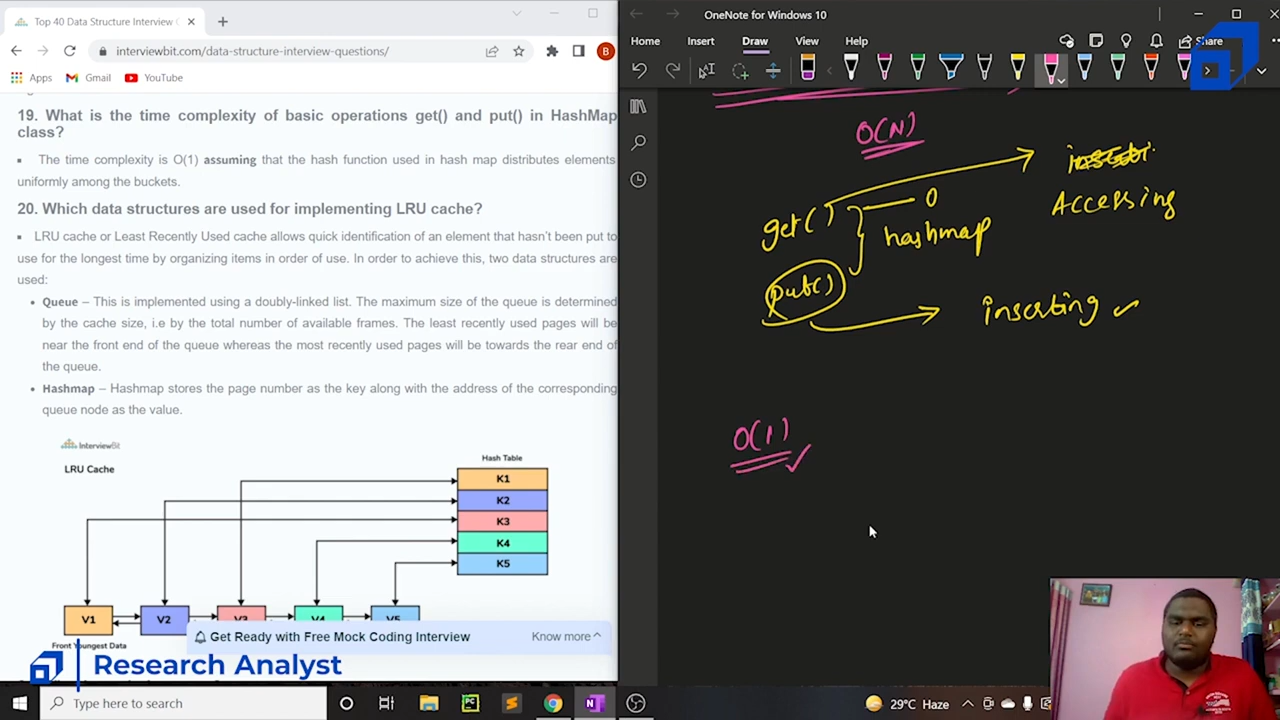 Top 40 Data Structure Interview
interviewbit.com/data-structure-interview-questions/
B
Apps
Gmail
YouTube
19. What is the time complexity of basic operations get() and put() in HashMap
class?
The time complexity is O(1) assuming that the hash function used in hash map distributes elements
uniformly among the buckets.
20. Which data structures are used for implementing LRU cache?
LRU cache or Least Recently Used cache allows quick identification of an element that hasn't been put to
use for the longest time by organizing items in order of use. In order to achieve this, two data structures are
used:
Queue – This is implemented using a doubly-linked list. The maximum size of the queue is determined
by the cache size, i.e by the total number of available frames. The least recently used pages will be
near the front end of the queue whereas the most recently used pages will be towards the rear end of
the queue.
Hashmap – Hashmap stores the page number as the key along with the address of the corresponding
queue node as the value.
InterviewBit
LRU Cache
Hash Table
K1
K2
K3
K4
K5
V1
V2
V3
V4
V5
Get Ready with Free Mock Coding Interview
Know more
Front Youngest Data
Research Analyst
OneNote for Windows 10
Home
Insert
Draw
View
Help
Share
O(N)
get()
O
Accessing
hashmap
put()
inserting
O(1)
Type here to search
29°C Haze